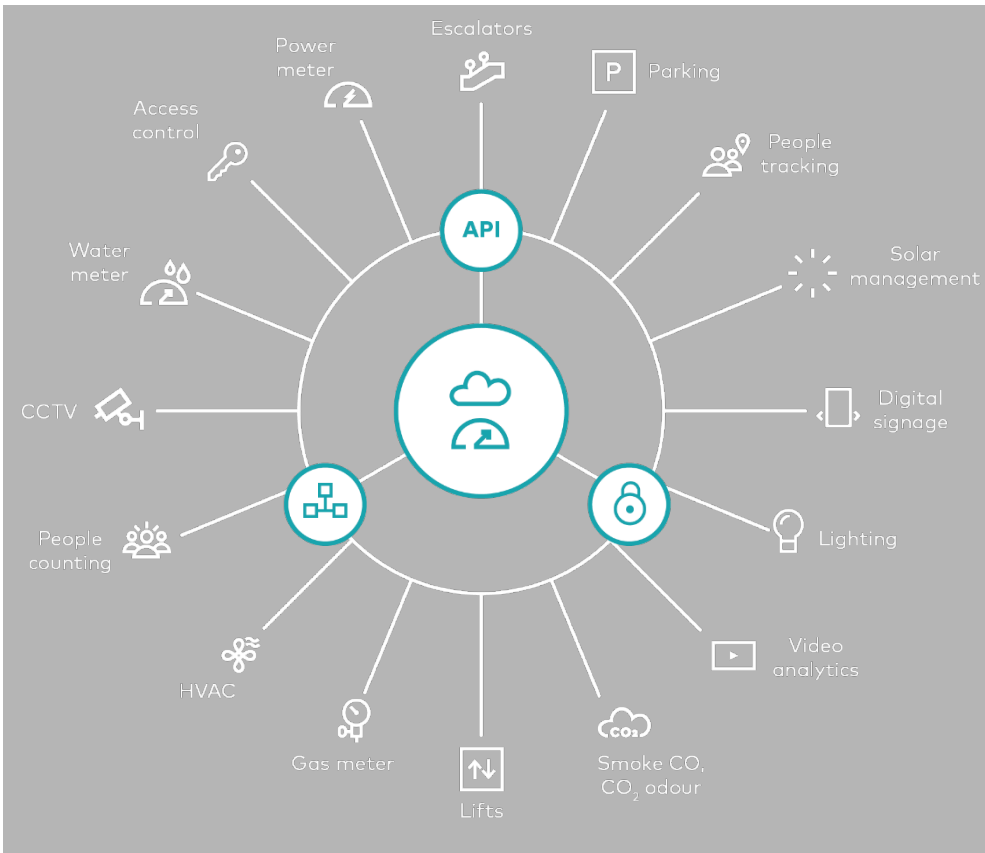 Escalators
Power
meter
P
Parking
Access
control
People
tracking
API
Water
meter
Solar
management
CCTV
Digital
signage
People
counting
Lighting
Video
analytics
HVAC
CO₂
Gas meter
Smoke CO,
CO₂ odour
Lifts